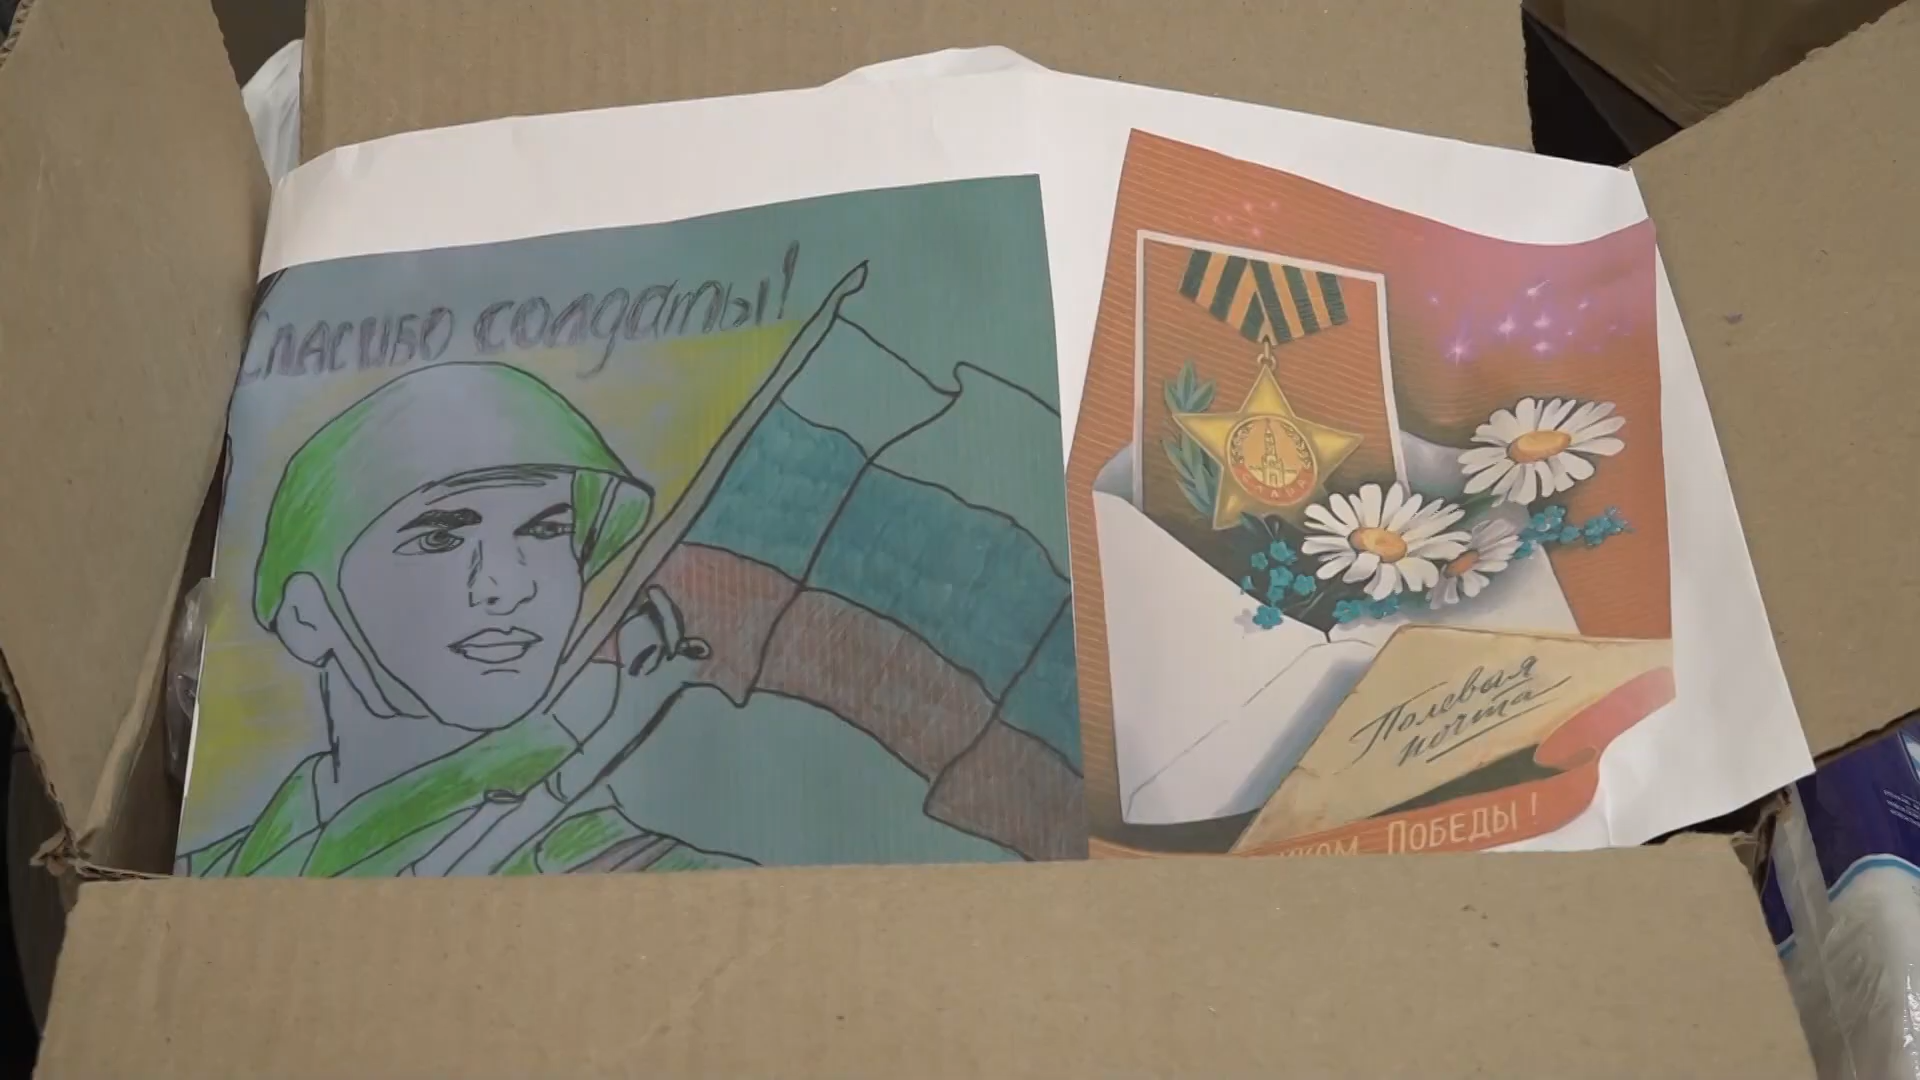 Спасибо солдаты!
СЛАВА
Полевая
почта
Победы!